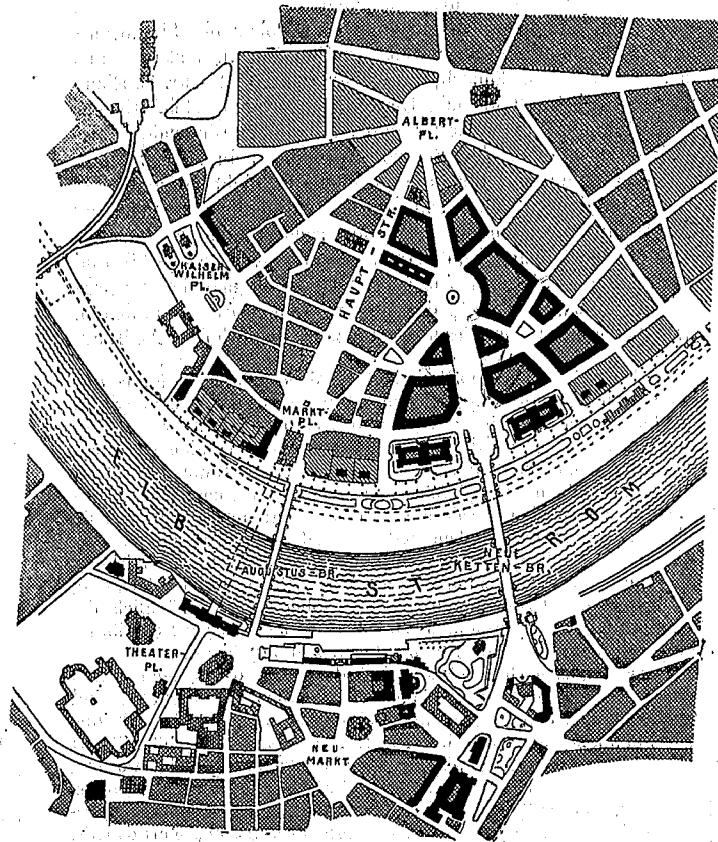 ALBERT-
PL.
HAUPT-STR.
KAISER
WILHELM
PL.
MARKT-
PL.
ELB-STROM
AUGUSTUS-BR.
NEUE
KETTEN-BR.
THEATER-
PL.
NEU-
MARKT